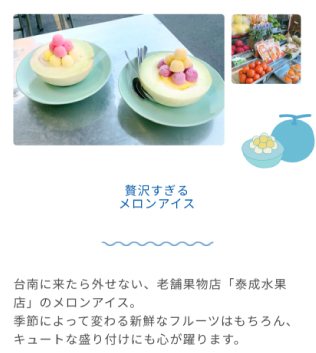 贅沢すぎる
メロンアイス
台南に来たら外せない、老舗果物店「泰成水果
店」のメロンアイス。
季節によって変わる新鮮なフルーツはもちろん、
キュートな盛り付けにも心が躍ります。